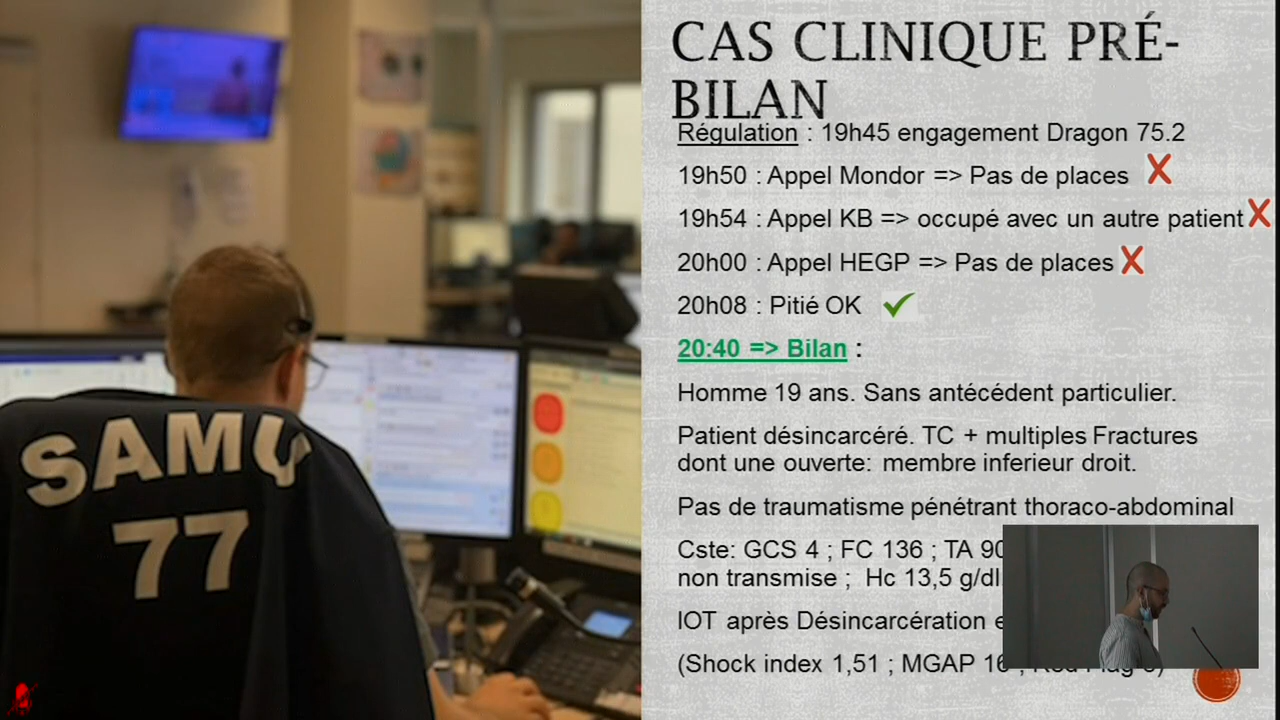 CAS CLINIQUE PRÉ-
BILAN
Régulation : 19h45 engagement Dragon 75.2
19h50 : Appel Mondor => Pas de places
19h54 : Appel KB => occupé avec un autre patient
20h00 : Appel HEGP => Pas de places
20h08 : Pitié OK
20:40 => Bilan :
Homme 19 ans. Sans antécédent particulier.
Patient désincarcéré. TC + multiples Fractures
dont une ouverte: membre inferieur droit.
Pas de traumatisme pénétrant thoraco-abdominal
Cste: GCS 4 ; FC 136 ; TA 90
non transmise ; Hc 13,5 g/dl
IOT après Désincarcération
(Shock index 1,51 ; MGAP 16 ;
SAMU
77